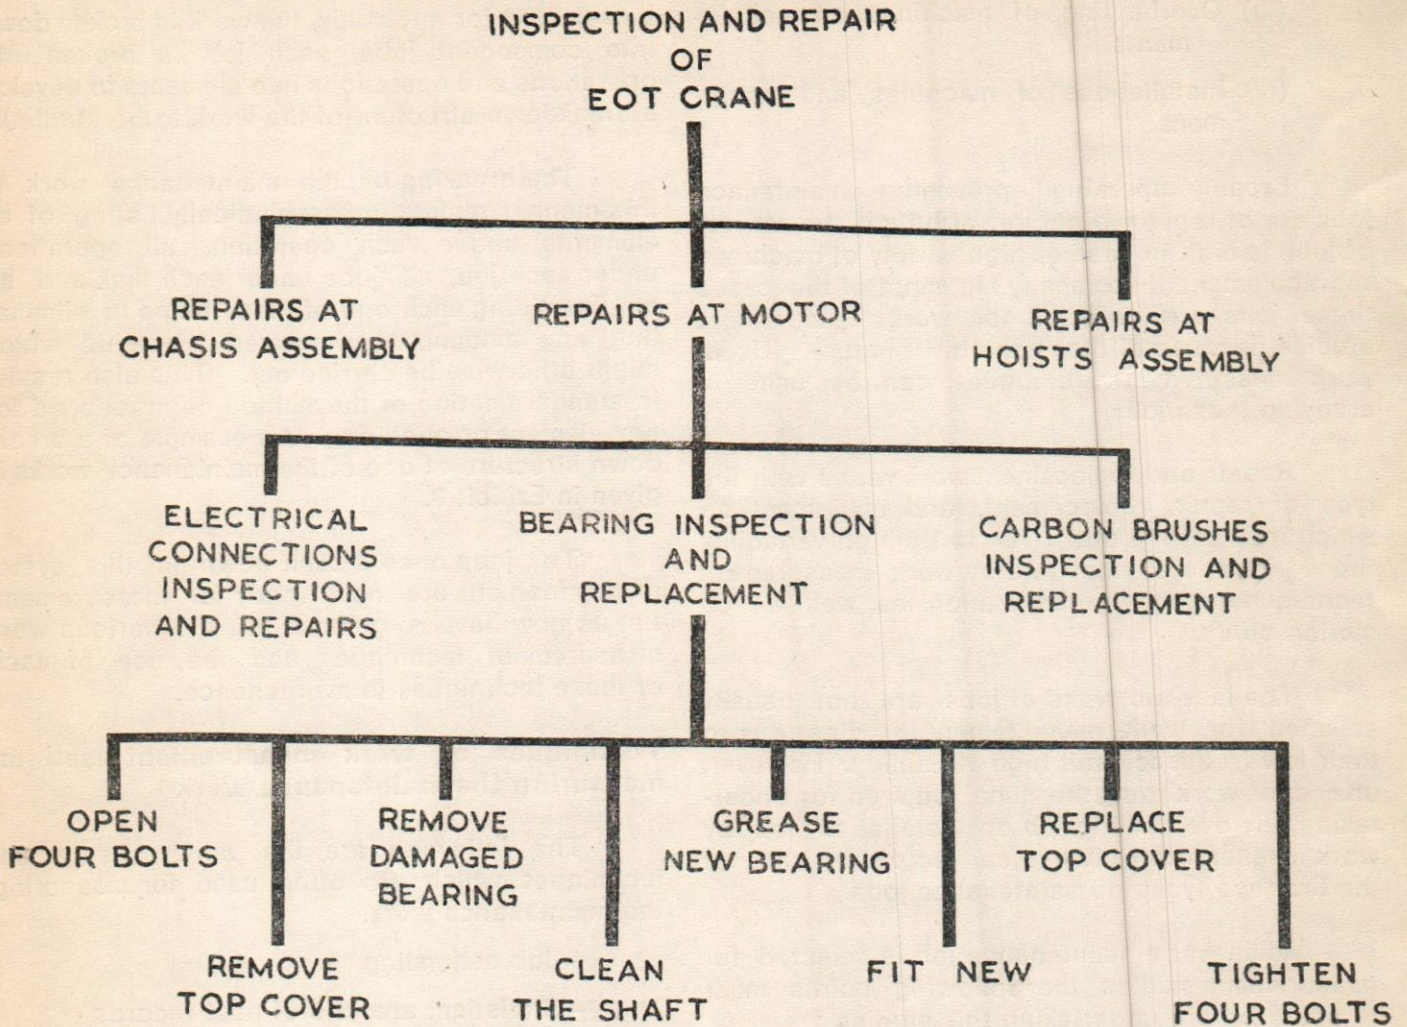 INSPECTION AND REPAIR
OF
EOT CRANE
REPAIRS AT
CHASIS ASSEMBLY
REPAIRS AT MOTOR
REPAIRS AT
HOISTS ASSEMBLY
ELECTRICAL
CONNECTIONS
INSPECTION
AND REPAIRS
BEARING INSPECTION
AND
REPLACEMENT
CARBON BRUSHES
INSPECTION AND
REPLACEMENT
OPEN
FOUR BOLTS
REMOVE
TOP COVER
REMOVE
DAMAGED
BEARING
CLEAN
THE SHAFT
GREASE
NEW BEARING
FIT NEW
REPLACE
TOP COVER
TIGHTEN
FOUR BOLTS